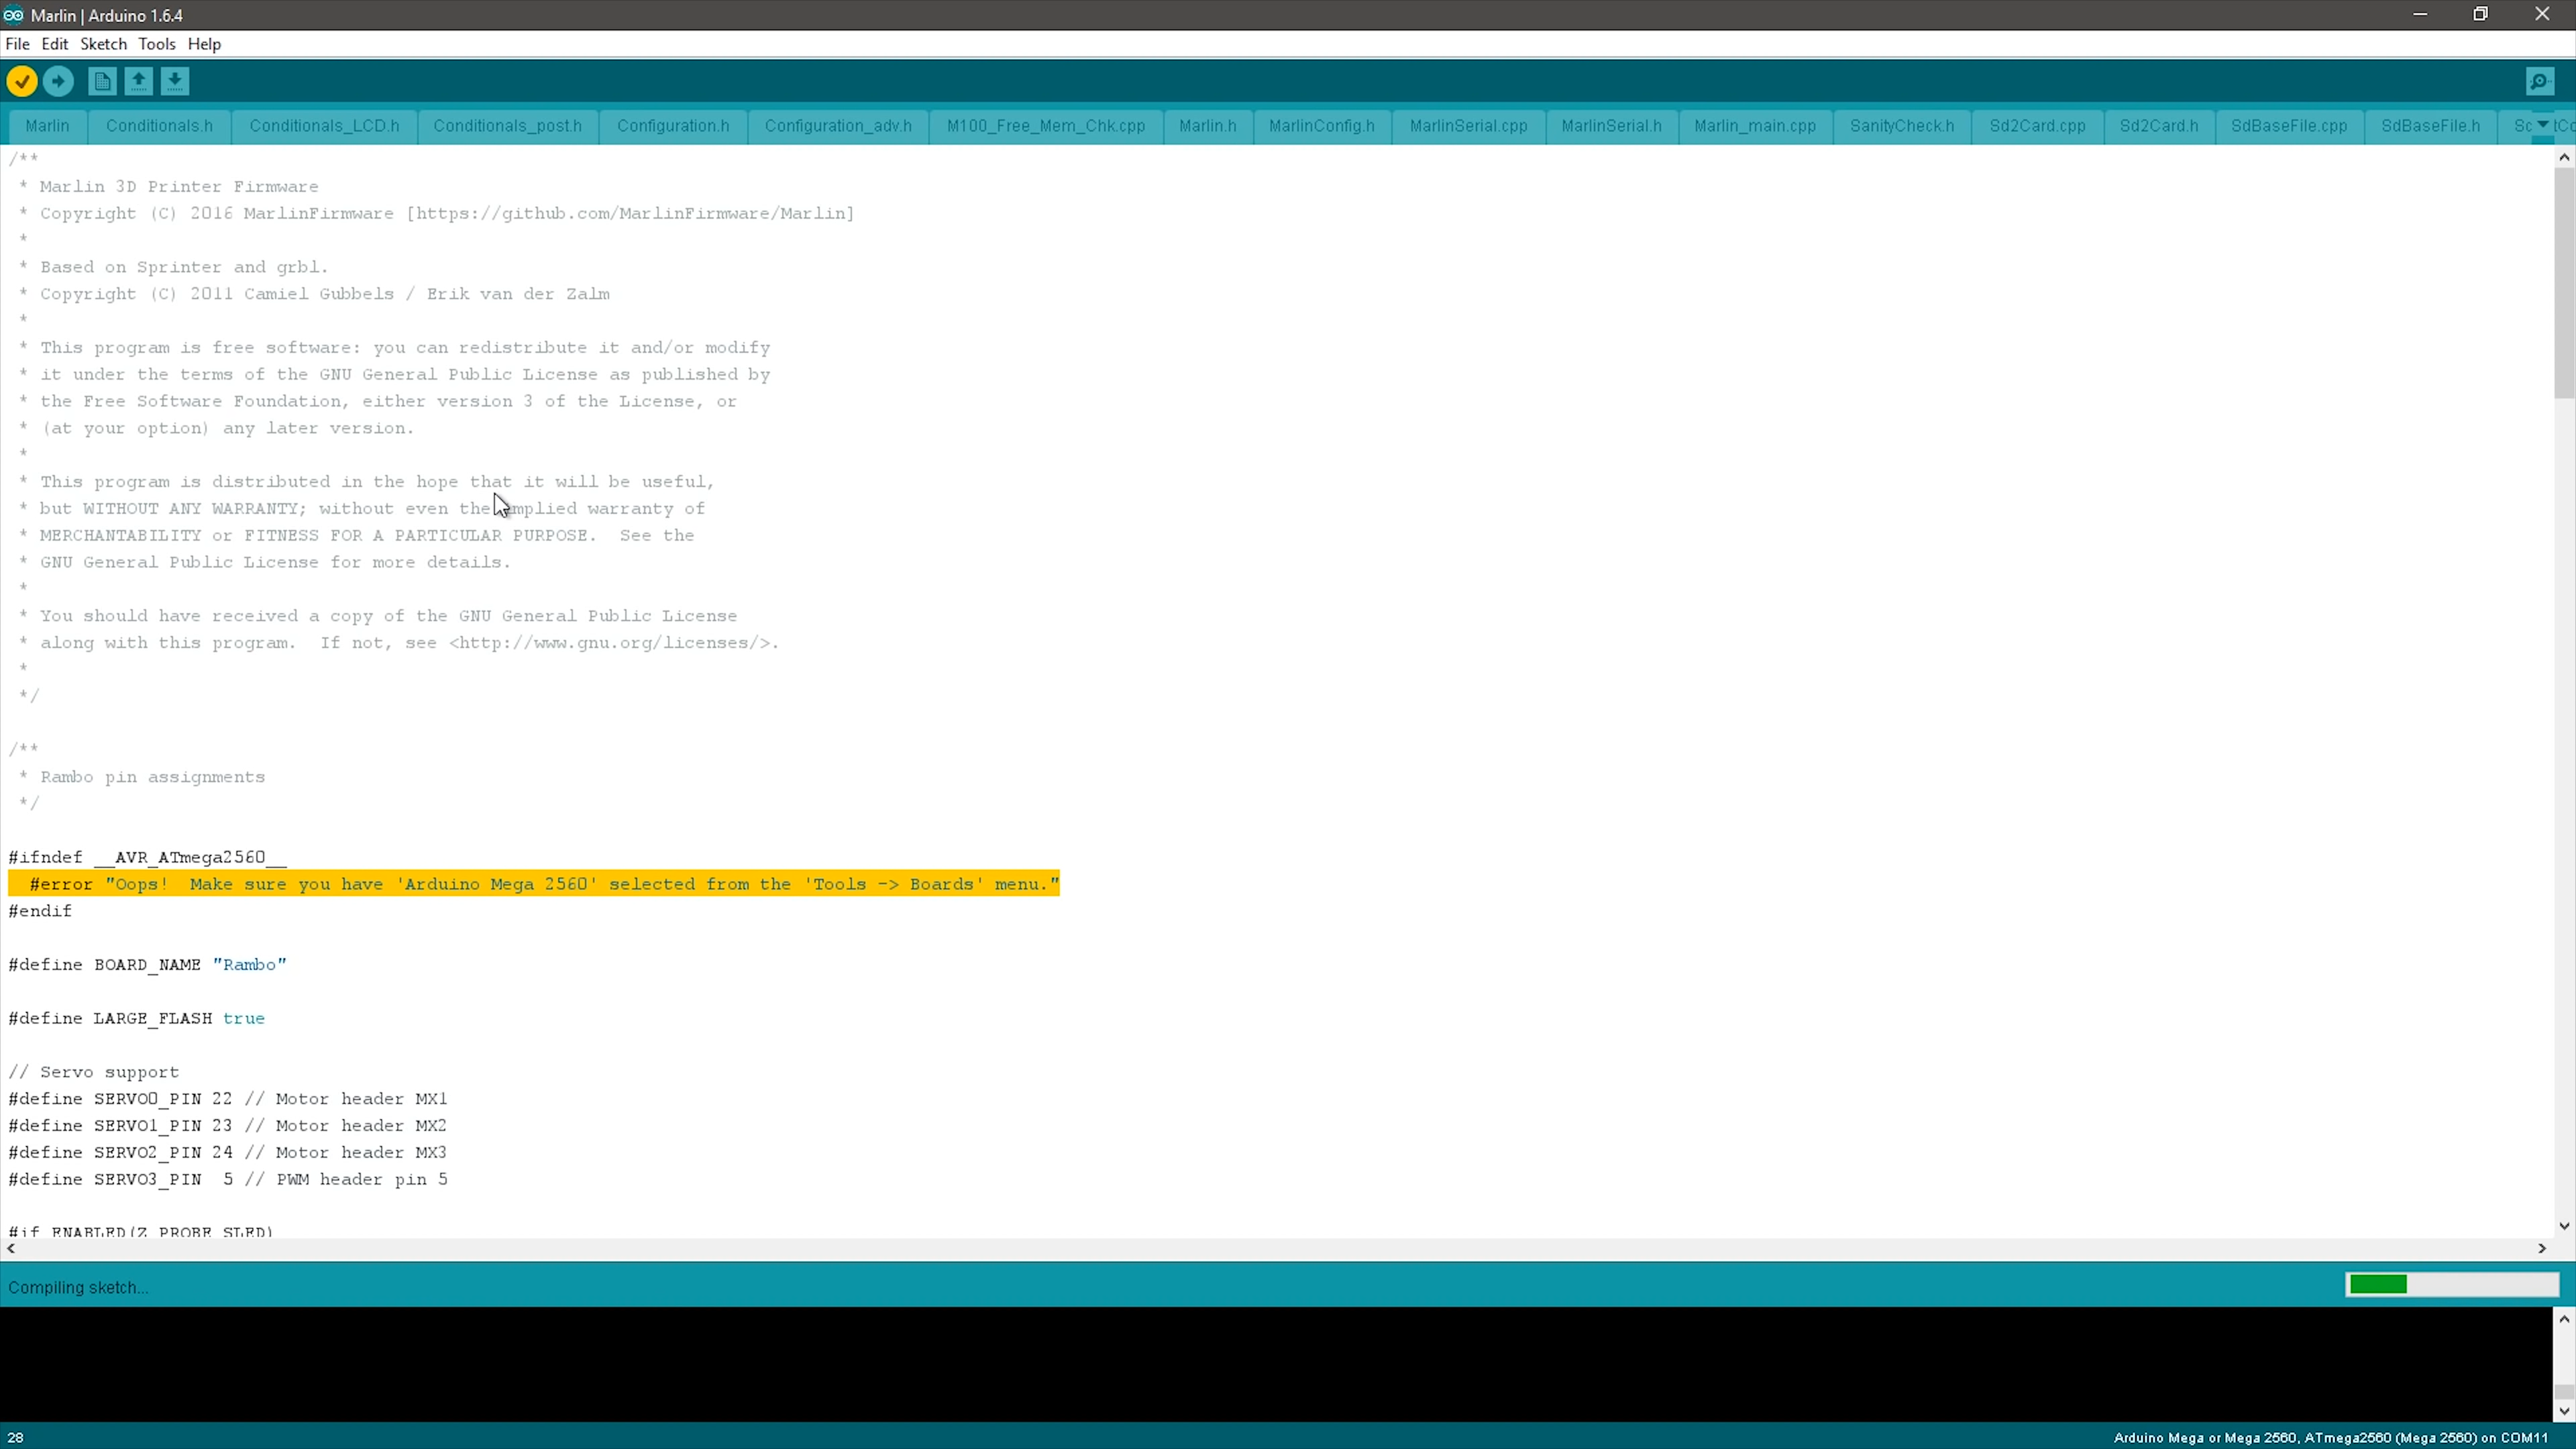 Marlin | Arduino 1.6.4
File Edit Sketch Tools Help
Marlin Conditionals.h Conditionals_LCD.h Conditionals_post.h Configuration.h Configuration_adv.h M100_Free_Mem_Chk.cpp Marlin.h MarlinConfig.h MarlinSerial.cpp MarlinSerial.h Marlin_main.cpp SanityCheck.h Sd2Card.cpp Sd2Card.h SdBaseFile.cpp SdBaseFile.h
/**
* Marlin 3D Printer Firmware
* Copyright (C) 2016 MarlinFirmware [https://github.com/MarlinFirmware/Marlin]
*
* Based on Sprinter and grbl.
* Copyright (C) 2011 Camiel Gubbels / Erik van der Zalm
*
* This program is free software: you can redistribute it and/or modify
* it under the terms of the GNU General Public License as published by
* the Free Software Foundation, either version 3 of the License, or
* (at your option) any later version.
*
* This program is distributed in the hope that it will be useful,
* but WITHOUT ANY WARRANTY; without even the implied warranty of
* MERCHANTABILITY or FITNESS FOR A PARTICULAR PURPOSE.  See the
* GNU General Public License for more details.
*
* You should have received a copy of the GNU General Public License
* along with this program.  If not, see <http://www.gnu.org/licenses/>.
*
*/
/**
* Rambo pin assignments
*/
#ifndef __AVR_ATmega2560__
#error "Oops!  Make sure you have 'Arduino Mega 2560' selected from the 'Tools -> Boards' menu."
#endif
#define BOARD_NAME "Rambo"
#define LARGE_FLASH true
// Servo support
#define SERVO0_PIN 22 // Motor header MX1
#define SERVO1_PIN 23 // Motor header MX2
#define SERVO2_PIN 24 // Motor header MX3
#define SERVO3_PIN  5 // PWM header pin 5
#if ENABLED(Z_PROBE_SLED)
Compiling sketch...
28
Arduino Mega or Mega 2560, ATmega2560 (Mega 2560) on COM11